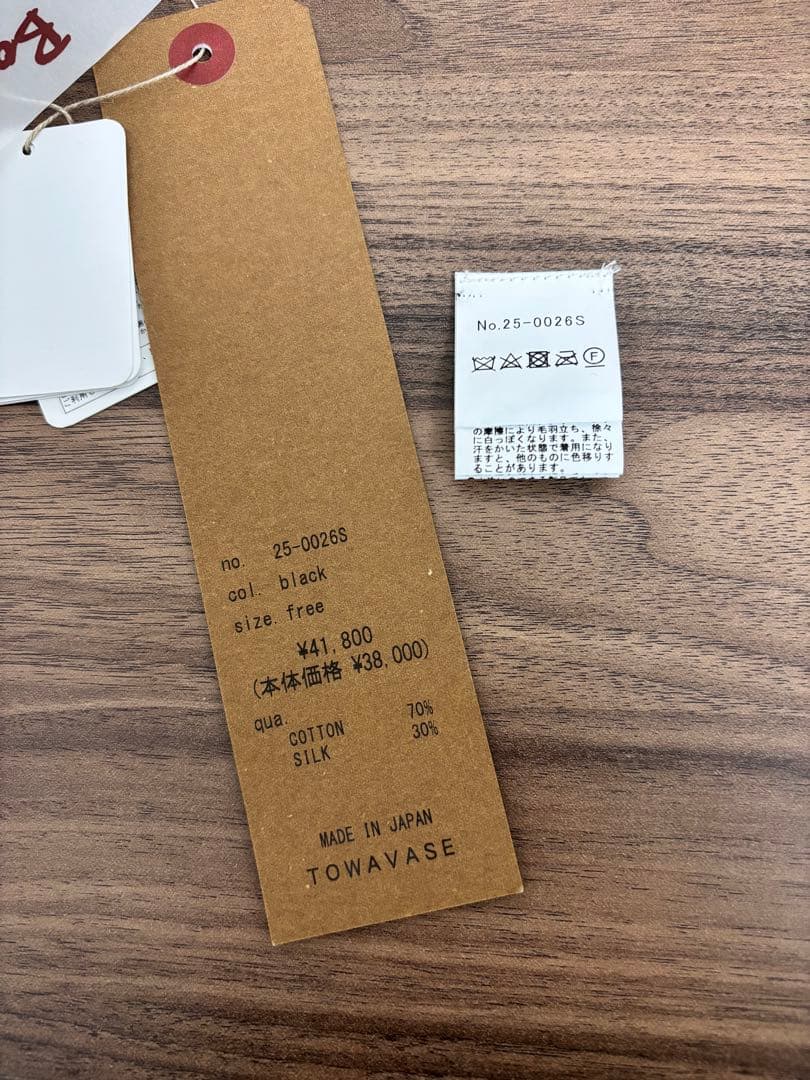 no. 25-0026S
col. black
size. free
¥41,800
(本体価格 ¥38,000)
qua.
COTTON 70%
SILK 30%
MADE IN JAPAN
TOWAVASE
No.25-0026S
F
の摩擦により毛羽立ち、徐々
に白っぽくなります。また、
汗をかいた状態で着用になり
ますと、他のものに色移りす
ることがあります。